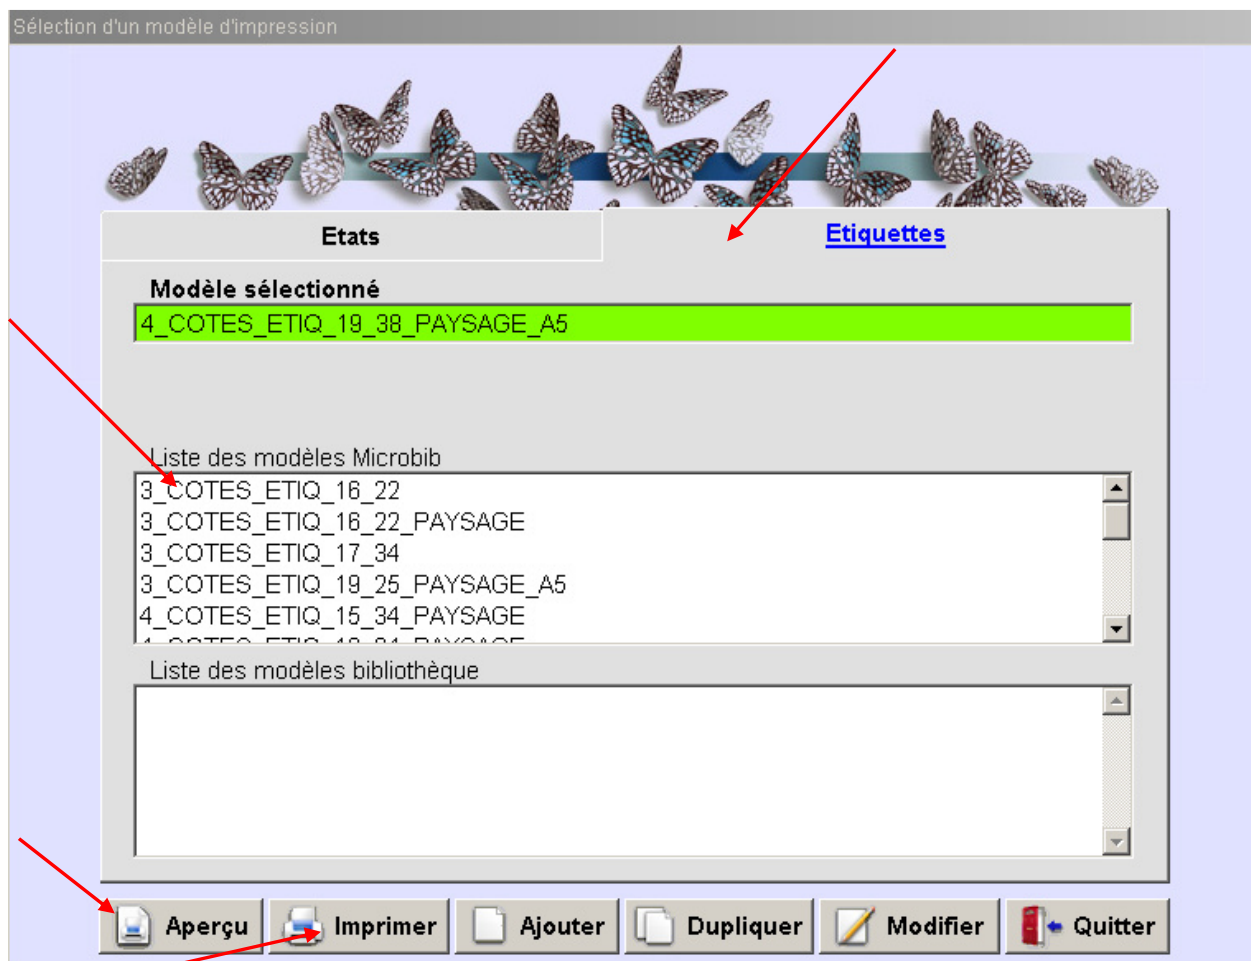 Sélection d'un modèle d'impression
Etats
Etiquettes
Modèle sélectionné
4_COTES_ETIQ_19_38_PAYSAGE_A5
Liste des modèles Microbib
3_COTES_ETIQ_16_22
3_COTES_ETIQ_16_22_PAYSAGE
3_COTES_ETIQ_17_34
3_COTES_ETIQ_19_25_PAYSAGE_A5
4_COTES_ETIQ_15_34_PAYSAGE
Liste des modèles bibliothèque
Aperçu
Imprimer
Ajouter
Dupliquer
Modifier
Quitter